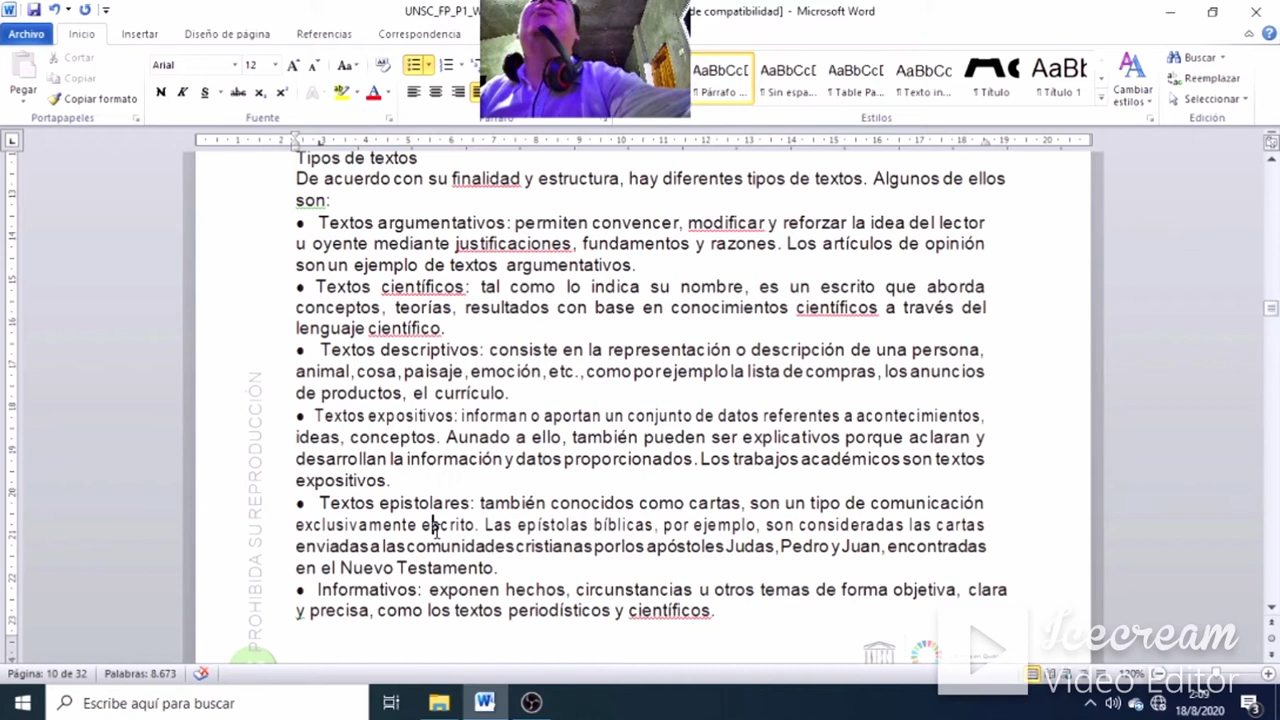 UNSC_FP_P1_
de compatibilidad] - Microsoft Word
Archivo Inicio Insertar Diseño de página Referencias Correspondencia
Cortar
Copiar
Copiar formato
Pegar
Arial 12
AaBbCcD AaBbCcD AaBbCcD AaBbCcD AaBb
¶ Párrafo ... ¶ Sin espa... ¶ Table Pa... ¶ Texto in... ¶ Título ¶ Título 1
Cambiar
estilos
Buscar
Reemplazar
Seleccionar
Portapapeles Fuente Párrafo Estilos Edición
Tipos de textos
De acuerdo con su finalidad y estructura, hay diferentes tipos de textos. Algunos de ellos
son:
● Textos argumentativos: permiten convencer, modificar y reforzar la idea del lector
u oyente mediante justificaciones, fundamentos y razones. Los artículos de opinión
son un ejemplo de textos argumentativos.
● Textos científicos: tal como lo indica su nombre, es un escrito que aborda
conceptos, teorías, resultados con base en conocimientos científicos a través del
lenguaje científico.
● Textos descriptivos: consiste en la representación o descripción de una persona,
animal, cosa, paisaje, emoción, etc., como por ejemplo la lista de compras, los anuncios
de productos, el currículo.
● Textos expositivos: informan o aportan un conjunto de datos referentes a acontecimientos,
ideas, conceptos. Aunado a ello, también pueden ser explicativos porque aclaran y
desarrollan la información y datos proporcionados. Los trabajos académicos son textos
expositivos.
● Textos epistolares: también conocidos como cartas, son un tipo de comunicación
exclusivamente escrito. Las epístolas bíblicas, por ejemplo, son consideradas las cartas
enviadas a las comunidades cristianas por los apóstoles Judas, Pedro y Juan, encontradas
en el Nuevo Testamento.
● Informativos: exponen hechos, circunstancias u otros temas de forma objetiva, clara
y precisa, como los textos periodísticos y científicos.
PROHIBIDA SU REPRODUCCIÓN
Icecream
Video Editor
Página: 10 de 32 Palabras: 8.673 120%
Escribe aquí para buscar
2:09
18/8/2020